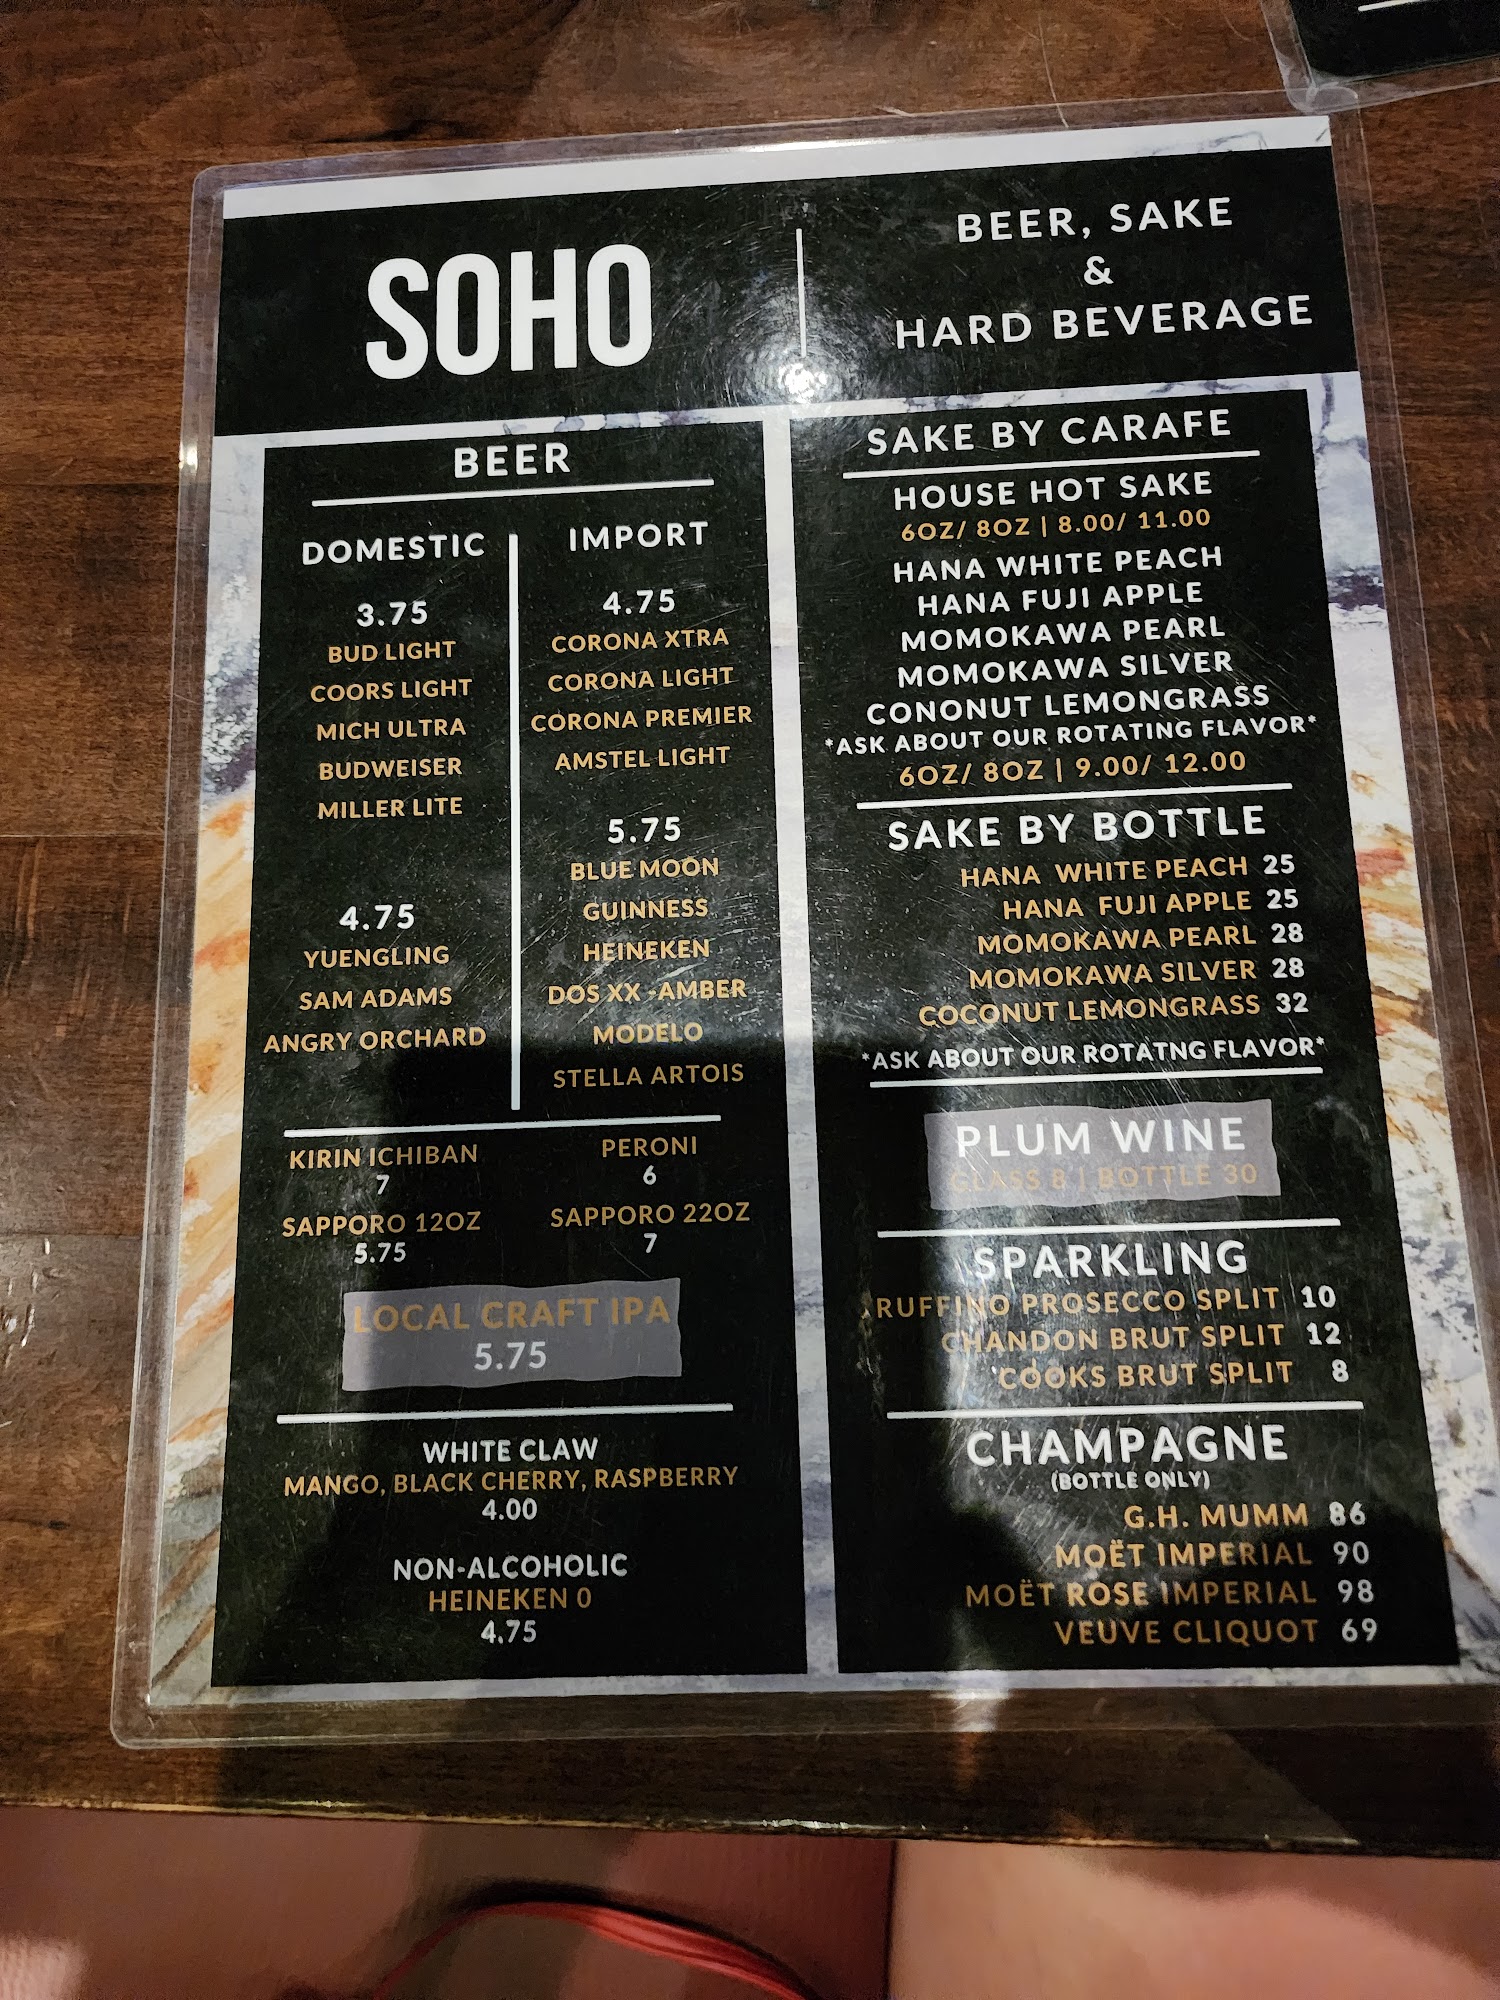 SOHO
BEER, SAKE
&
HARD BEVERAGE
BEER
DOMESTIC
3.75
BUD LIGHT
COORS LIGHT
MICH ULTRA
BUDWEISER
MILLER LITE
4.75
YUENGLING
SAM ADAMS
ANGRY ORCHARD
IMPORT
4.75
CORONA XTRA
CORONA LIGHT
CORONA PREMIER
AMSTEL LIGHT
5.75
BLUE MOON
GUINNESS
HEINEKEN
DOS XX -AMBER
MODELO
STELLA ARTOIS
KIRIN ICHIBAN
7
PERONI
6
SAPPORO 12OZ
5.75
SAPPORO 22OZ
7
LOCAL CRAFT IPA
5.75
WHITE CLAW
MANGO, BLACK CHERRY, RASPBERRY
4.00
NON-ALCOHOLIC
HEINEKEN 0
4.75
SAKE BY CARAFE
HOUSE HOT SAKE
6OZ/ 8OZ | 8.00/ 11.00
HANA WHITE PEACH
HANA FUJI APPLE
MOMOKAWA PEARL
MOMOKAWA SILVER
CONONUT LEMONGRASS
*ASK ABOUT OUR ROTATING FLAVOR*
6OZ/ 8OZ | 9.00/ 12.00
SAKE BY BOTTLE
HANA WHITE PEACH 25
HANA FUJI APPLE 25
MOMOKAWA PEARL 28
MOMOKAWA SILVER 28
COCONUT LEMONGRASS 32
*ASK ABOUT OUR ROTATNG FLAVOR*
PLUM WINE
GLASS 8 | BOTTLE 30
SPARKLING
RUFFINO PROSECCO SPLIT 10
CHANDON BRUT SPLIT 12
COOKS BRUT SPLIT 8
CHAMPAGNE
(BOTTLE ONLY)
G.H. MUMM 86
MOËT IMPERIAL 90
MOËT ROSE IMPERIAL 98
VEUVE CLIQUOT 69